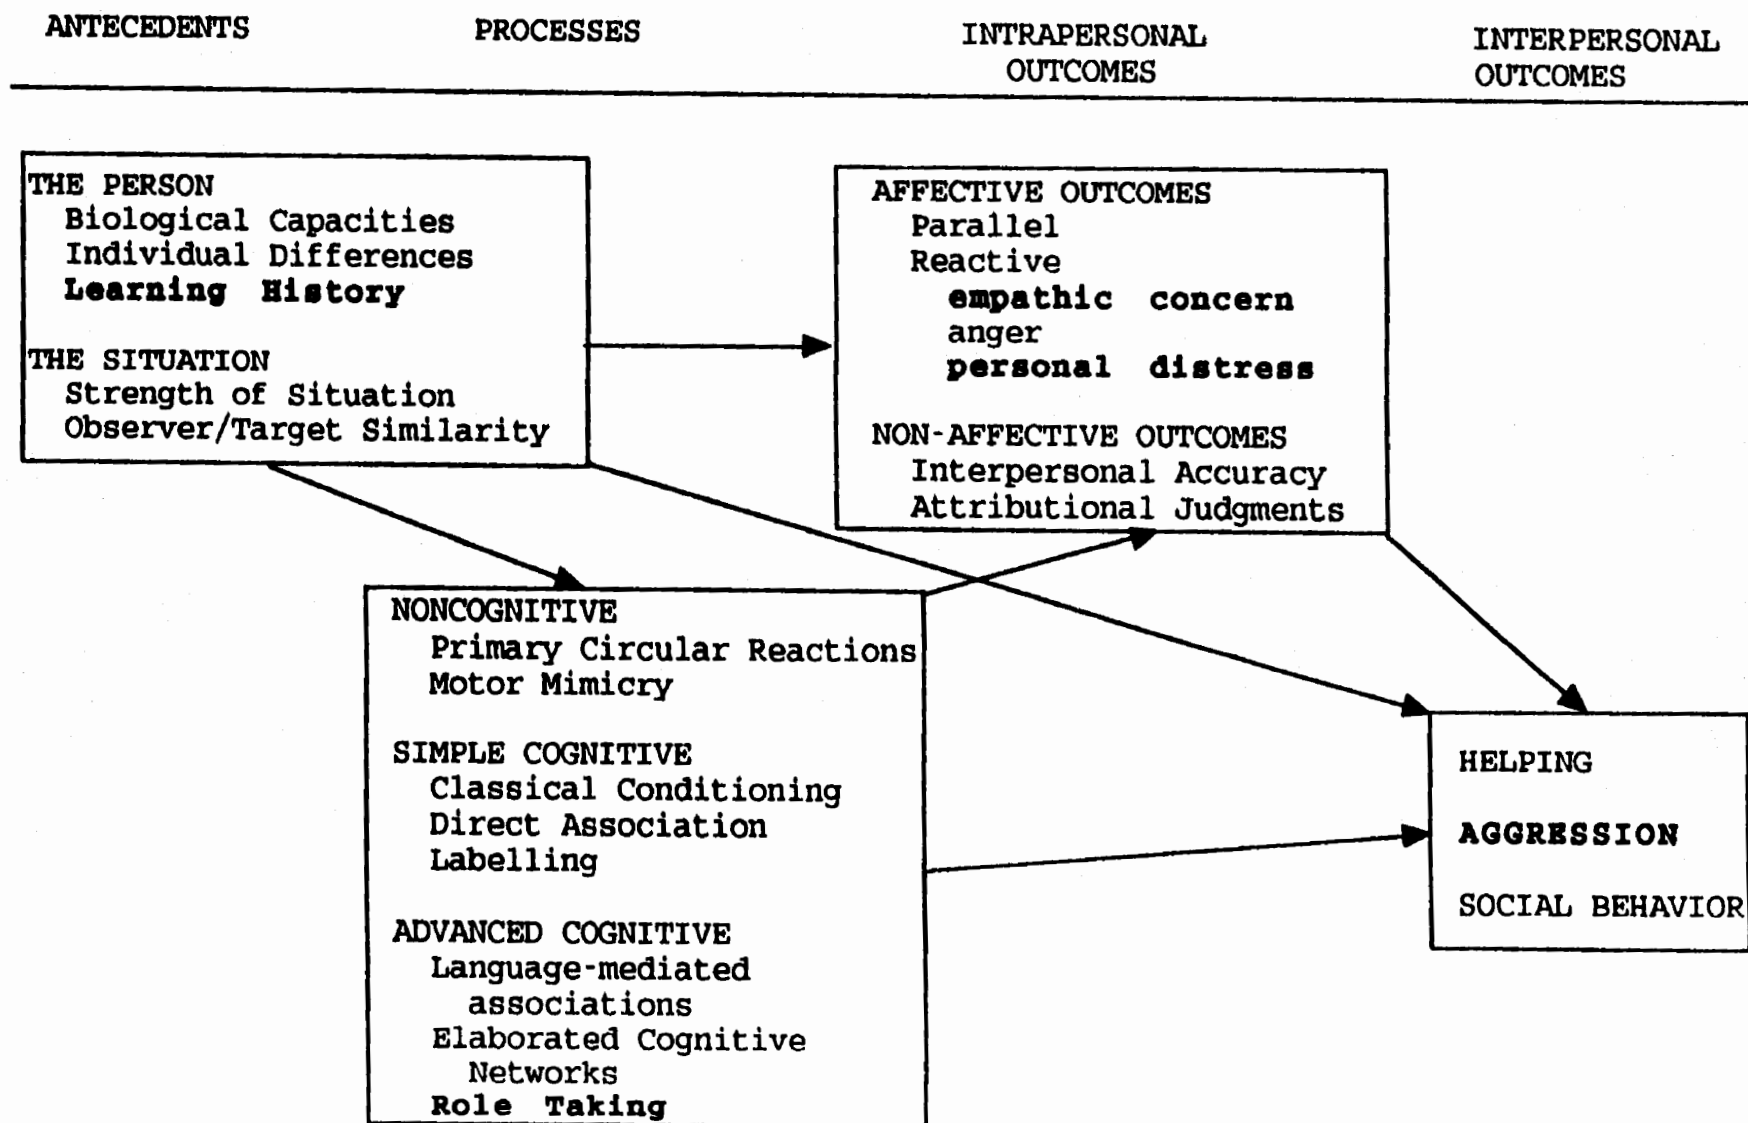 ANTECEDENTS
PROCESSES
INTRAPERSONAL
OUTCOMES
INTERPERSONAL
OUTCOMES
THE PERSON
Biological Capacities
Individual Differences
Learning History
THE SITUATION
Strength of Situation
Observer/Target Similarity
AFFECTIVE OUTCOMES
Parallel
Reactive
empathic concern
anger
personal distress
NON-AFFECTIVE OUTCOMES
Interpersonal Accuracy
Attributional Judgments
NONCOGNITIVE
Primary Circular Reactions
Motor Mimicry
SIMPLE COGNITIVE
Classical Conditioning
Direct Association
Labelling
ADVANCED COGNITIVE
Language-mediated
associations
Elaborated Cognitive
Networks
Role Taking
HELPING
AGGRESSION
SOCIAL BEHAVIOR